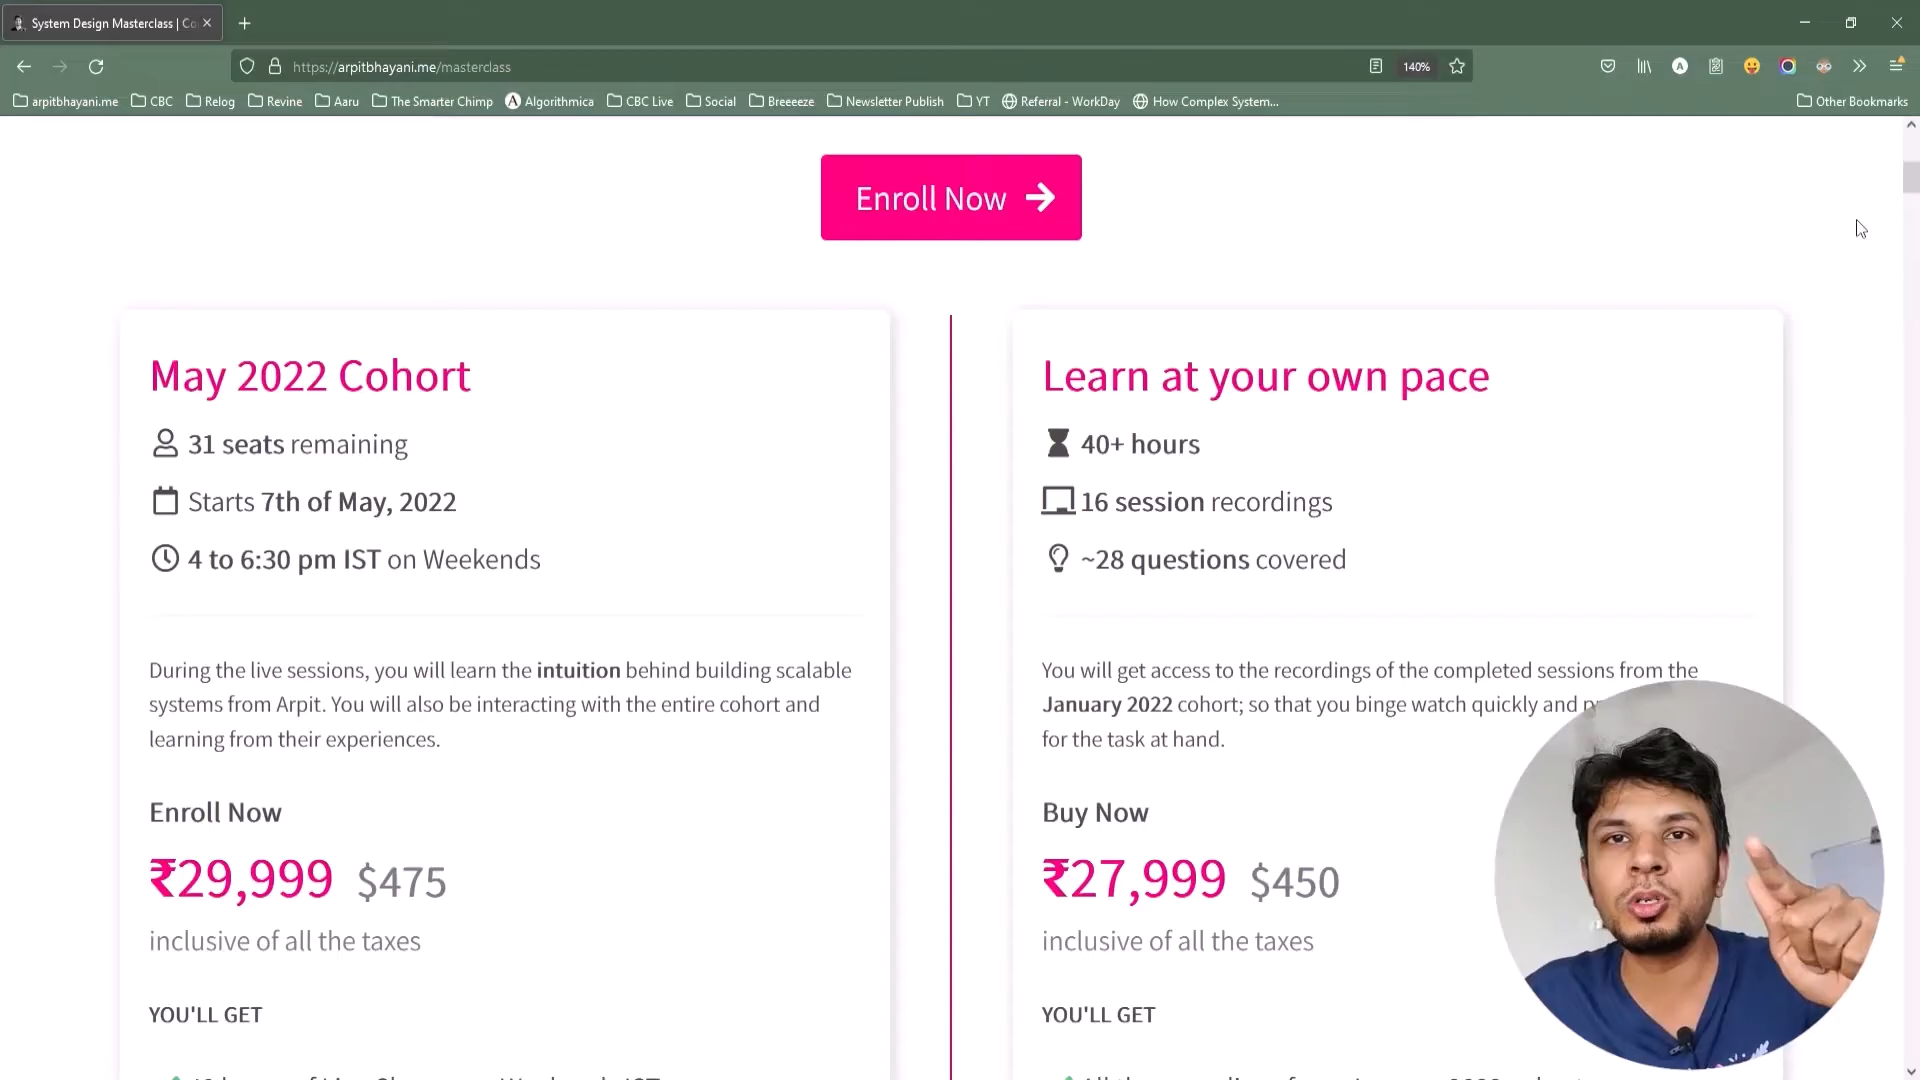 System Design Masterclass | Co
https://arpitbhayani.me/masterclass
140%
arpitbhayani.me
CBC
Relog
Revine
Aaru
The Smarter Chimp
Algorithmica
CBC Live
Social
Breeeeze
Newsletter Publish
YT
Referral - WorkDay
How Complex System...
Other Bookmarks
Enroll Now
May 2022 Cohort
31 seats remaining
Starts 7th of May, 2022
4 to 6:30 pm IST on Weekends
During the live sessions, you will learn the intuition behind building scalable
systems from Arpit. You will also be interacting with the entire cohort and
learning from their experiences.
Enroll Now
₹29,999 $475
inclusive of all the taxes
YOU'LL GET
Learn at your own pace
40+ hours
16 session recordings
~28 questions covered
You will get access to the recordings of the completed sessions from the
January 2022 cohort; so that you binge watch quickly and
for the task at hand.
Buy Now
₹27,999 $450
inclusive of all the taxes
YOU'LL GET